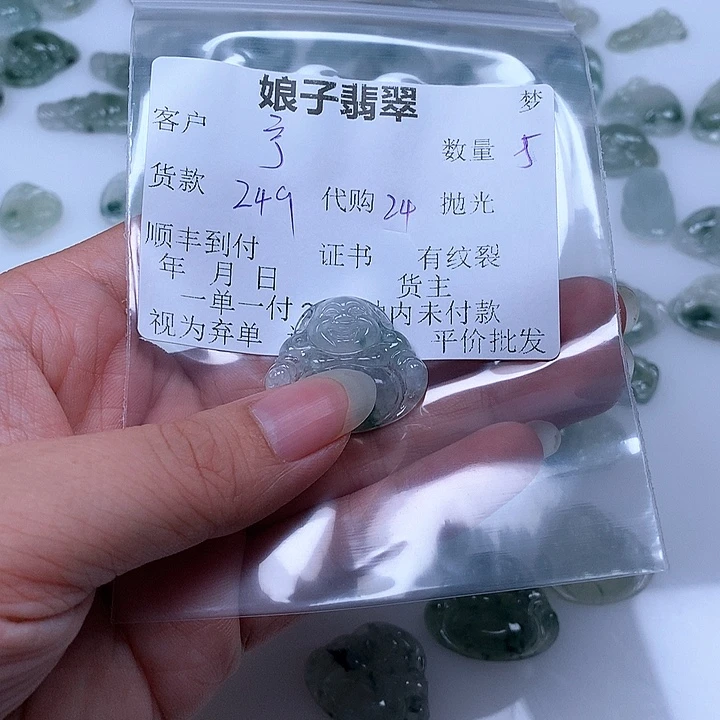 娘子翡翠 梦
客户 数量 5
货款 249 代购 24 抛光
顺丰到付 证书 有纹裂
年 月 日 货主
一单一付 内未付款
视为弃单 平价批发